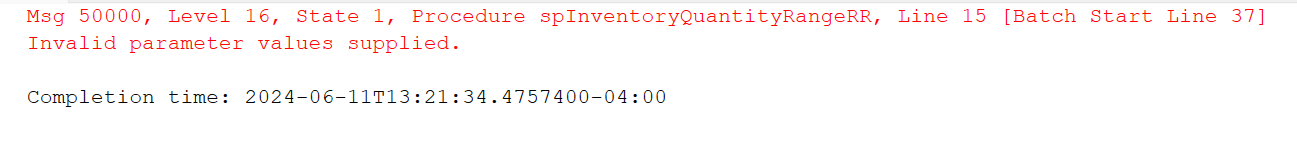 Msg 50000, Level 16, State 1, Procedure spInventoryQuantityRangeRR, Line 15 [Batch Start Line 37]
Invalid parameter values supplied.
Completion time: 2024-06-11T13:21:34.4757400-04:00